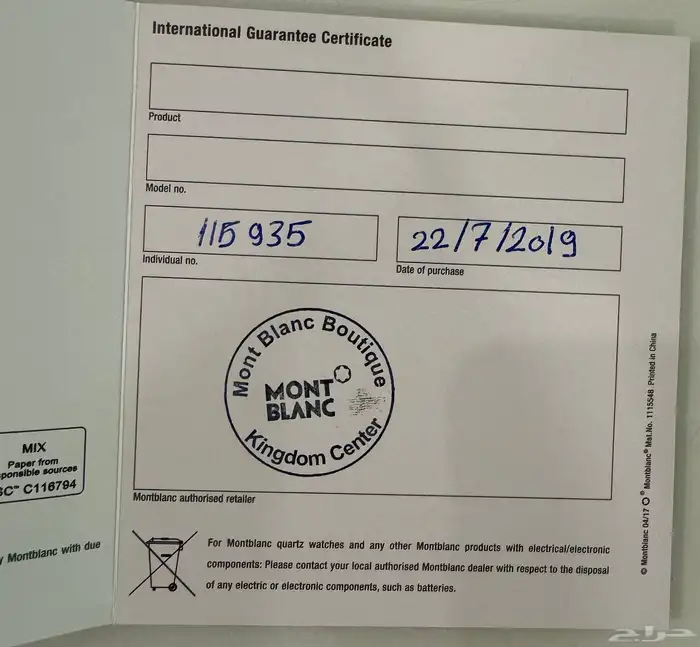 International Guarantee Certificate
Product
Model no.
115935
22/7/2019
Individual no.
Date of purchase
Mont Blanc Boutique
MONT
BLANC
Kingdom Center
Montblanc authorised retailer
MIX
Paper from
ponsible sources
SC™ C116794
y Montblanc with due
For Montblanc quartz watches and any other Montblanc products with electrical/electronic
components: Please contact your local authorised Montblanc dealer with respect to the disposal
of any electric or electronic components, such as batteries.
© Montblanc 04/17 ® Montblanc® Mat.No. 1115548. Printed in China
حراج